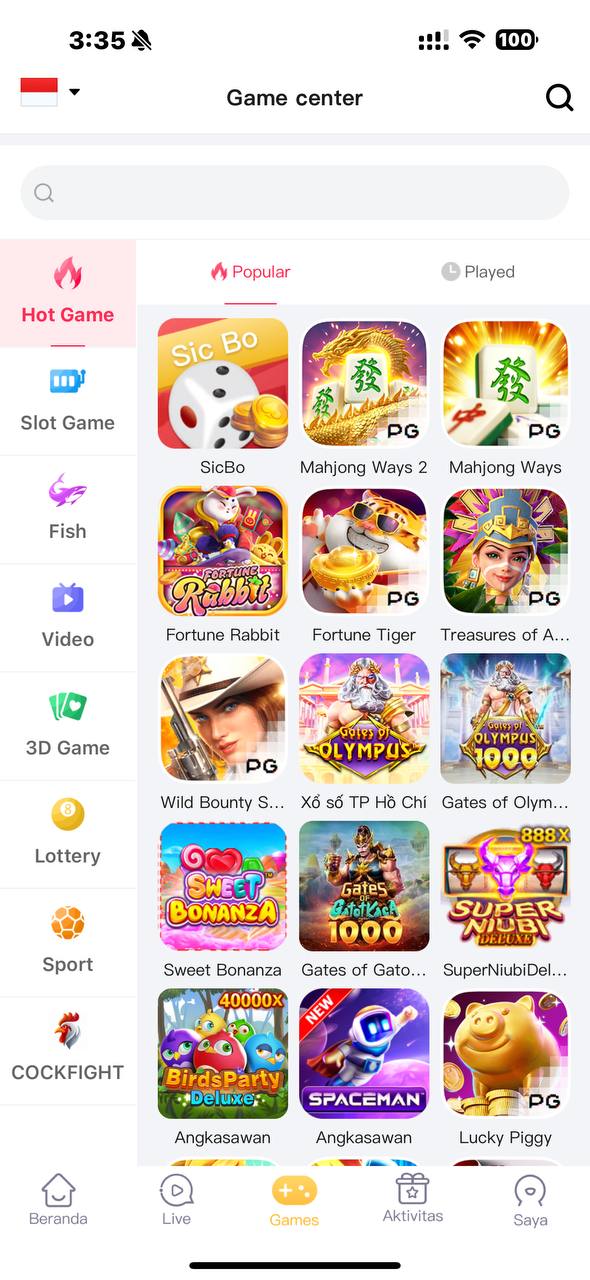 3:35
100
Game center
Hot Game
Slot Game
Fish
Video
3D Game
Lottery
Sport
COCKFIGHT
Popular
Played
Sic Bo
發
發
PG
發
PG
SicBo
Mahjong Ways 2
Mahjong Ways
FORTUNE
Rabbit
PG
PG
Fortune Rabbit
Fortune Tiger
Treasures of A...
PG
Gates of
OLYMPUS
Gates of
OLYMPUS
1000
Wild Bounty S...
Xổ số TP Hồ Chí
Gates of Olym...
SWEET
BONANZA
GATES
OF
GATOTKACA
1000
888X
SUPER
NIUBI
DELUXE
Sweet Bonanza
Gates of Gato...
SuperNiubiDel...
40000X
BirdsParty
Deluxe
NEW
SPACEMAN
PG
Angkasawan
Angkasawan
Lucky Piggy
Beranda
Live
Games
Aktivitas
Saya